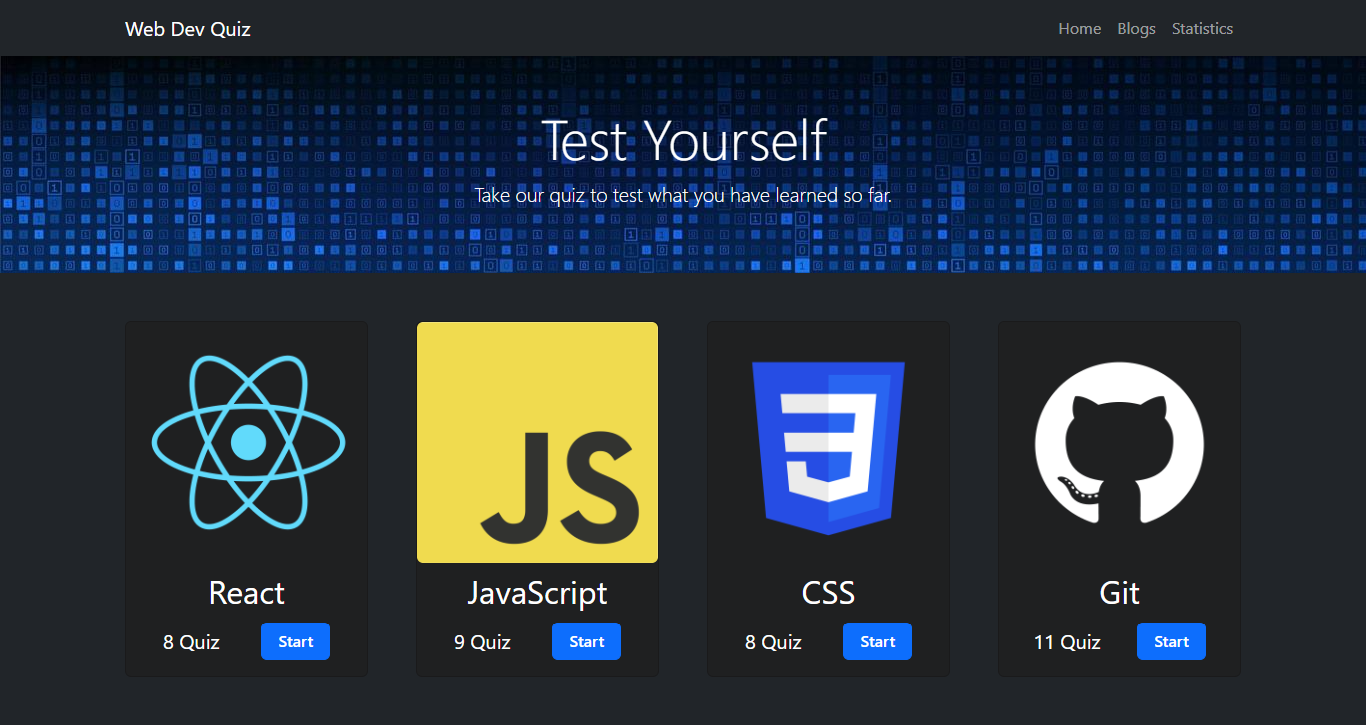 Web Dev Quiz Home Blogs Statistics
Test Yourself
Take our quiz to test what you have learned so far.
JS
React JavaScript CSS Git
8 Quiz Start 9 Quiz Start 8 Quiz Start 11 Quiz Start